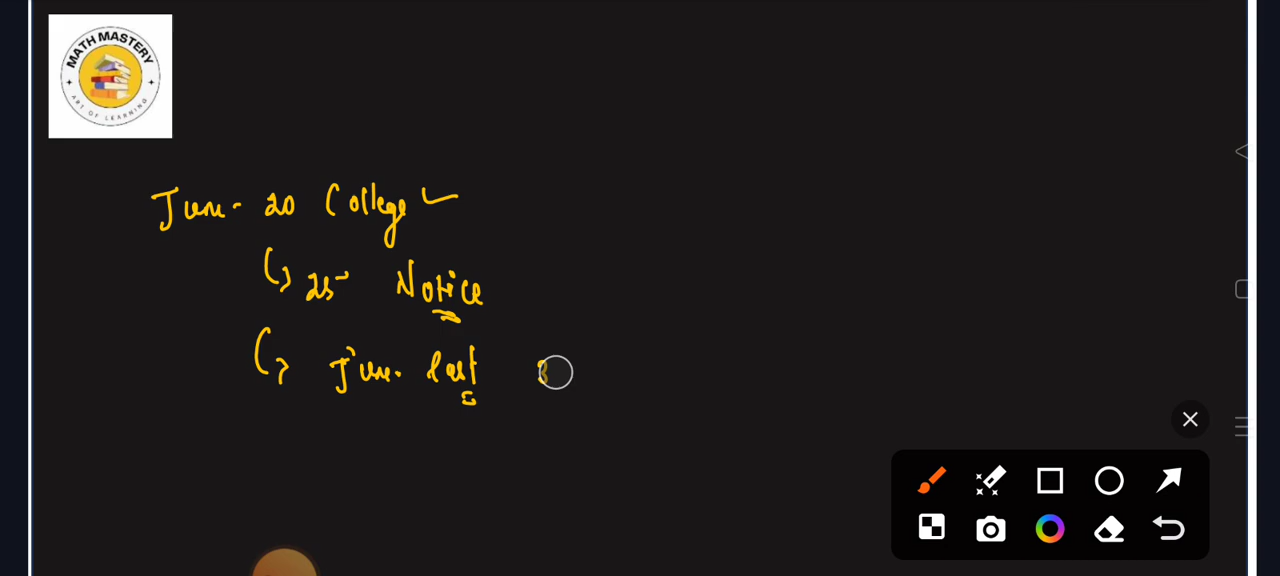 MATH MASTERY
ART OF LEARNING
June - 20 College
25 Notice
June. last